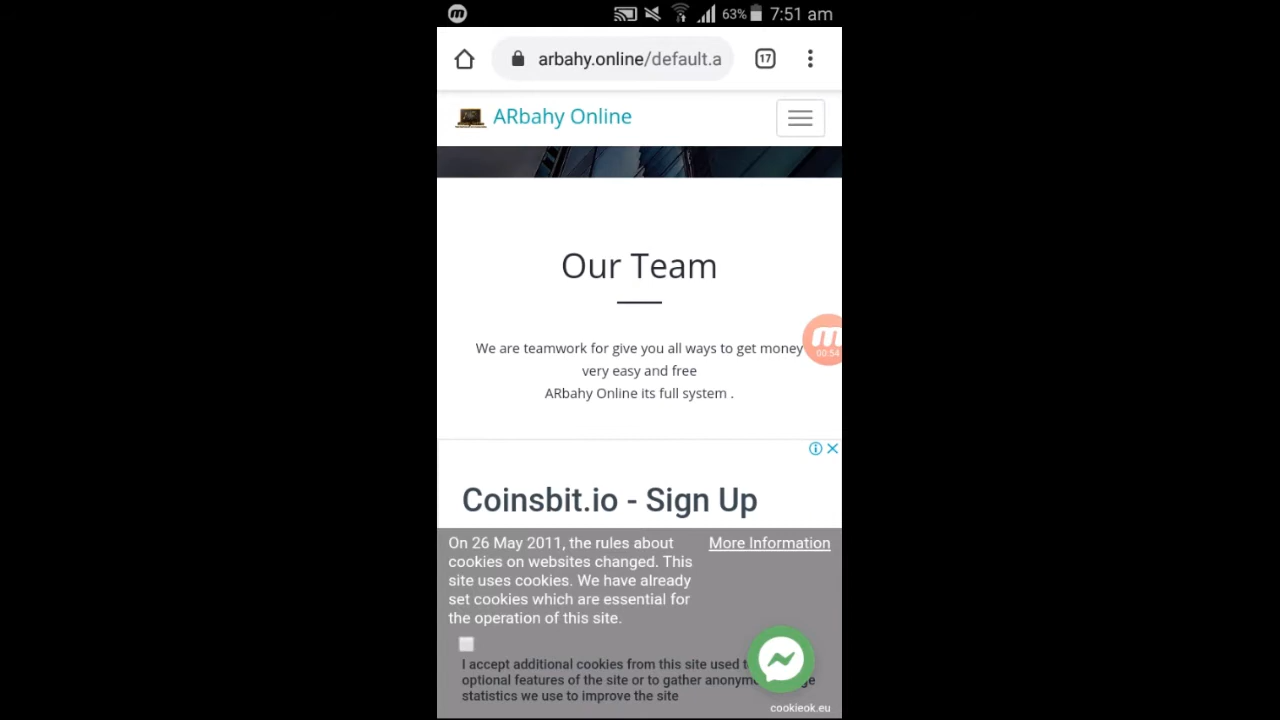 63% 7:51 am
arbahy.online/default.a
17
ARbahy Online
Our Team
We are teamwork for give you all ways to get money
very easy and free
ARbahy Online its full system .
00:54
Coinsbit.io - Sign Up
On 26 May 2011, the rules about
cookies on websites changed. This
site uses cookies. We have already
set cookies which are essential for
the operation of this site.
More Information
I accept additional cookies from this site used
optional features of the site or to gather
statistics we use to improve the site
cookieok.eu